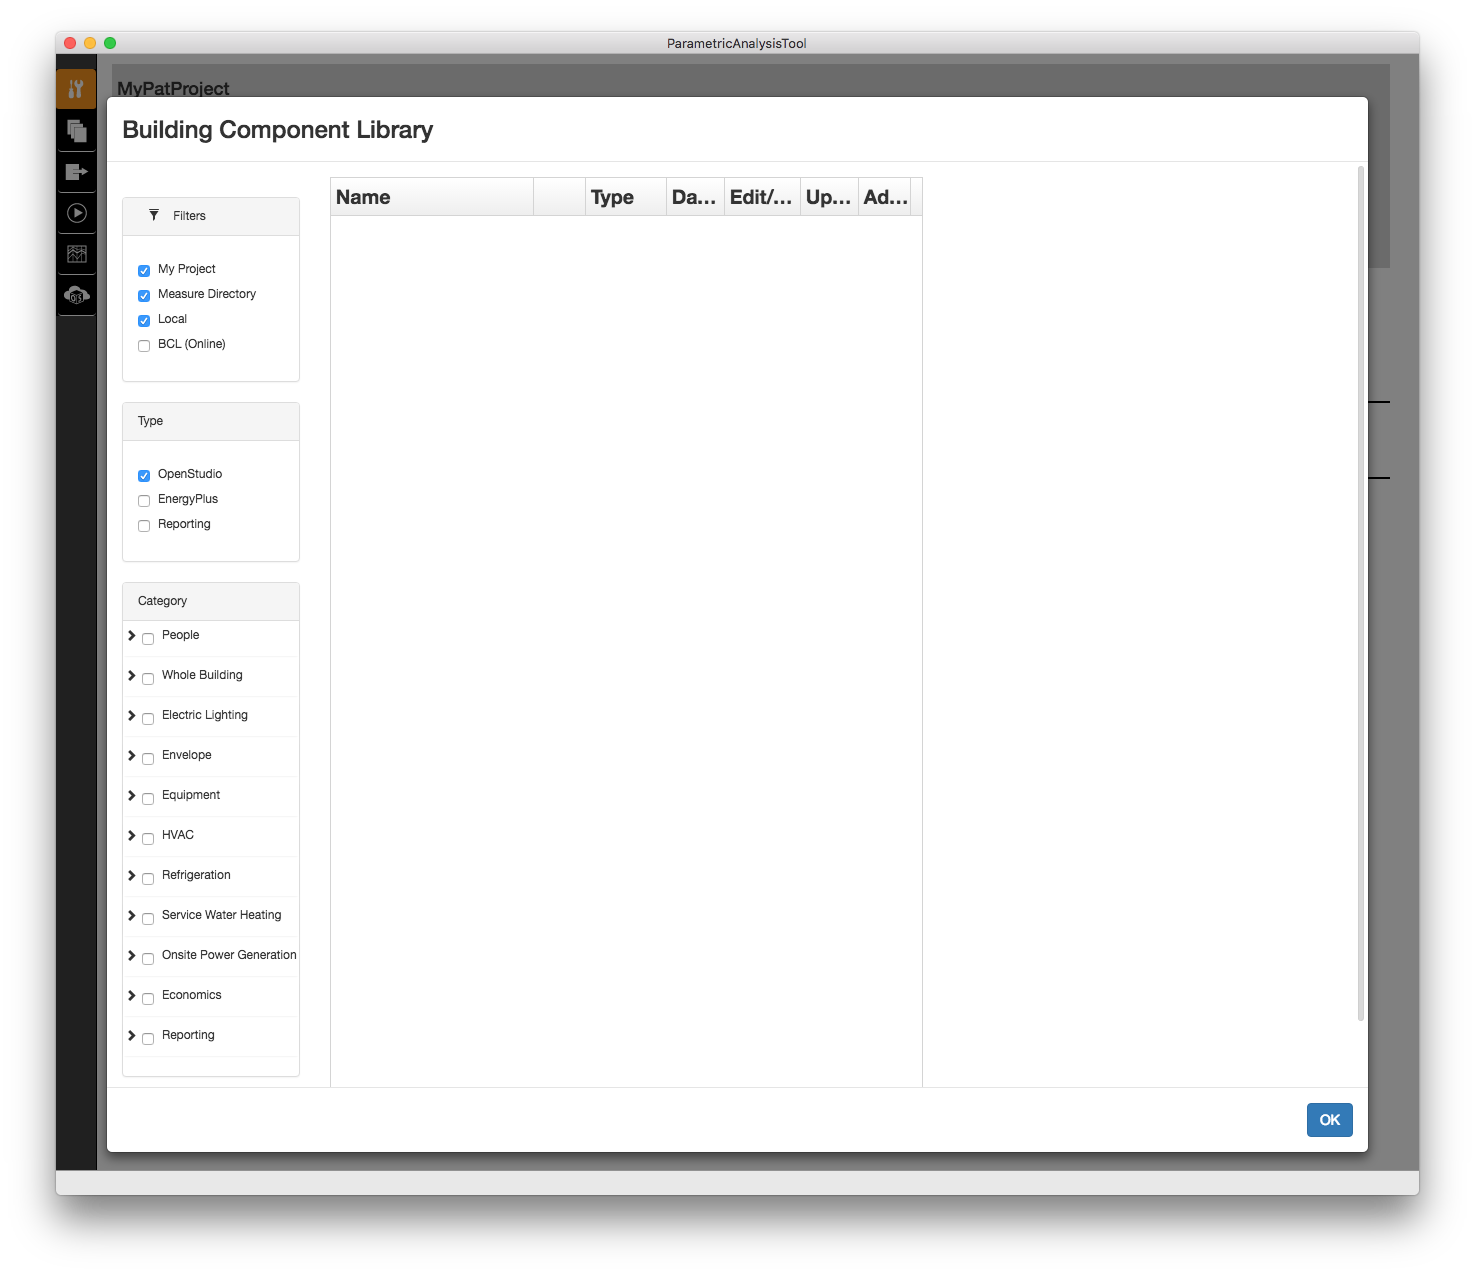 ParametricAnalysisTool
MyPatProject
Building Component Library
Filters
My Project
Measure Directory
Local
BCL (Online)
Type
OpenStudio
EnergyPlus
Reporting
Category
People
Whole Building
Electric Lighting
Envelope
Equipment
HVAC
Refrigeration
Service Water Heating
Onsite Power Generation
Economics
Reporting
Name Type Da... Edit/... Up... Ad...
OK